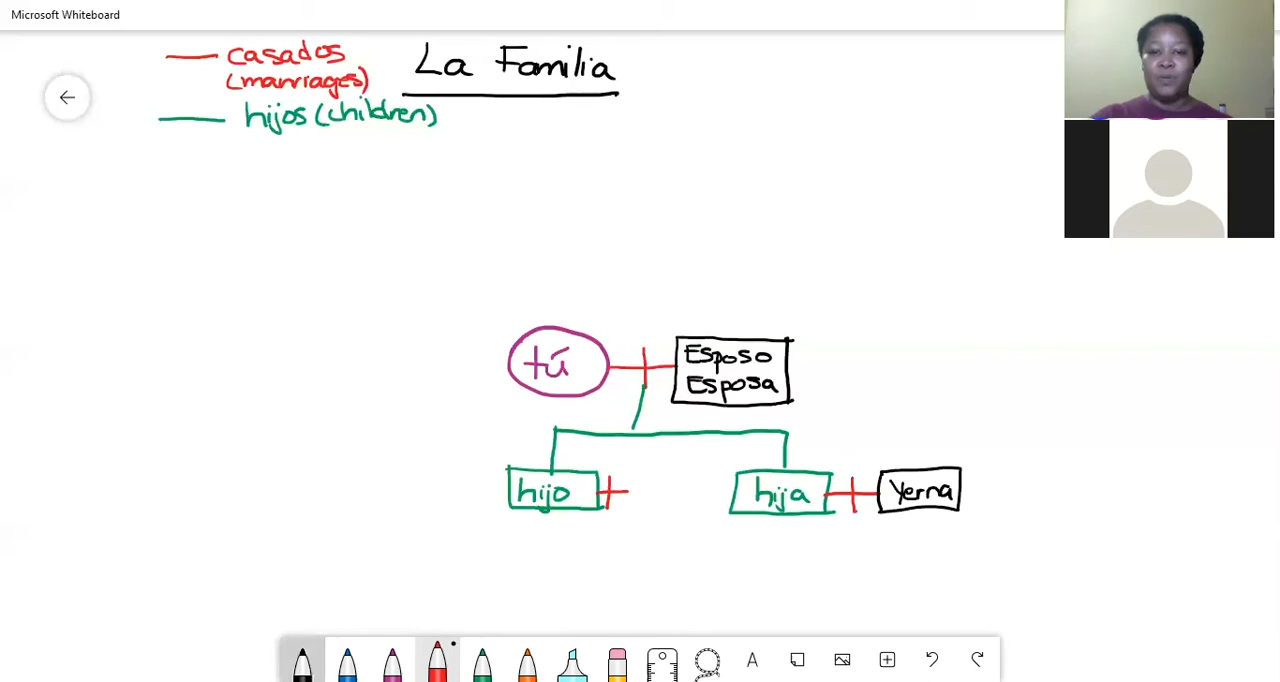 Microsoft Whiteboard
casados
(marriages)
hijos (children)
La Familia
tú
Esposo
Esposa
hijo
hija
Yerna
A